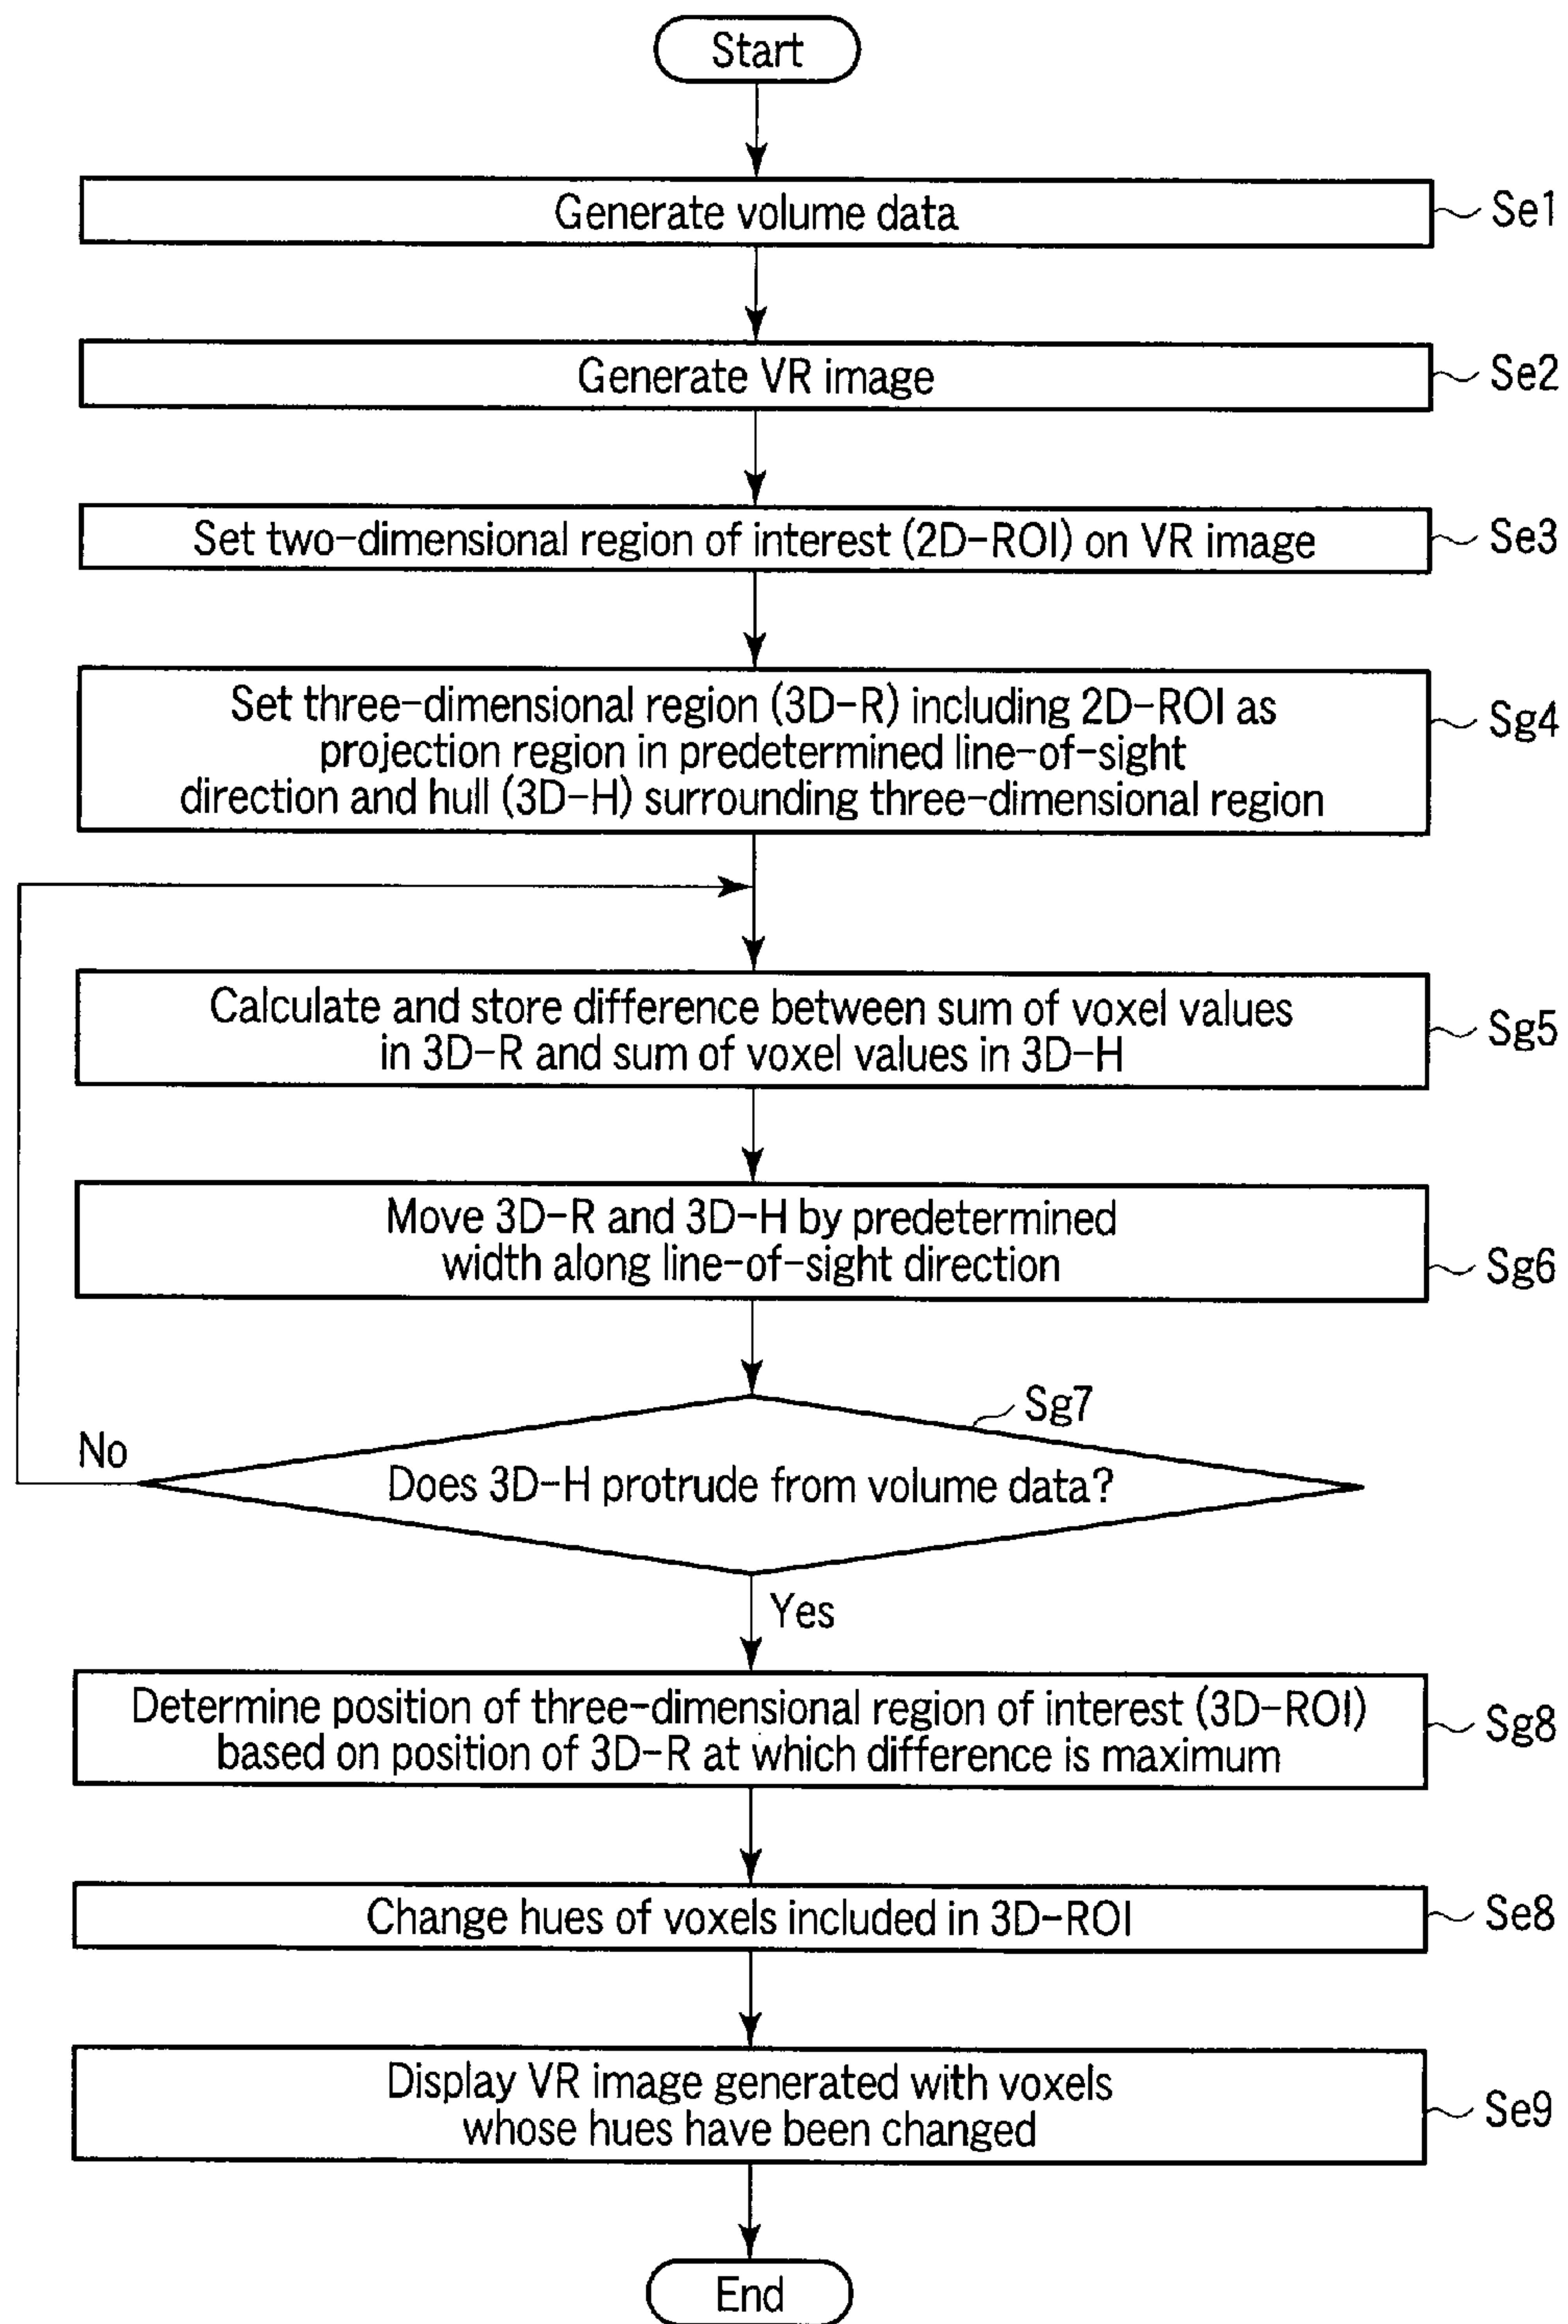 Start
Generate volume data
Se1
Generate VR image
Se2
Set two-dimensional region of interest (2D-ROI) on VR image
Se3
Set three-dimensional region (3D-R) including 2D-ROI as
projection region in predetermined line-of-sight
direction and hull (3D-H) surrounding three-dimensional region
Sg4
Calculate and store difference between sum of voxel values
in 3D-R and sum of voxel values in 3D-H
Sg5
Move 3D-R and 3D-H by predetermined
width along line-of-sight direction
Sg6
Sg7
No
Does 3D-H protrude from volume data?
Yes
Determine position of three-dimensional region of interest (3D-ROI)
based on position of 3D-R at which difference is maximum
Sg8
Change hues of voxels included in 3D-ROI
Se8
Display VR image generated with voxels
whose hues have been changed
Se9
End